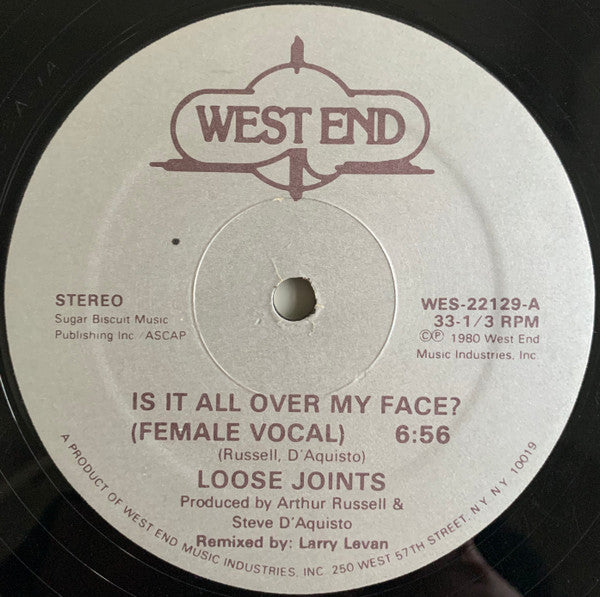 WEST END
STEREO
Sugar Biscuit Music
Publishing Inc / ASCAP
WES-22129-A
33-1/3 RPM
©℗ 1980 West End
Music Industries, Inc.
IS IT ALL OVER MY FACE?
(FEMALE VOCAL) 6:56
(Russell, D'Aquisto)
LOOSE JOINTS
Produced by Arthur Russell &
Steve D'Aquisto
Remixed by: Larry Levan
A PRODUCT OF WEST END MUSIC INDUSTRIES, INC. 250 WEST 57TH STREET, N.Y. N.Y. 10019